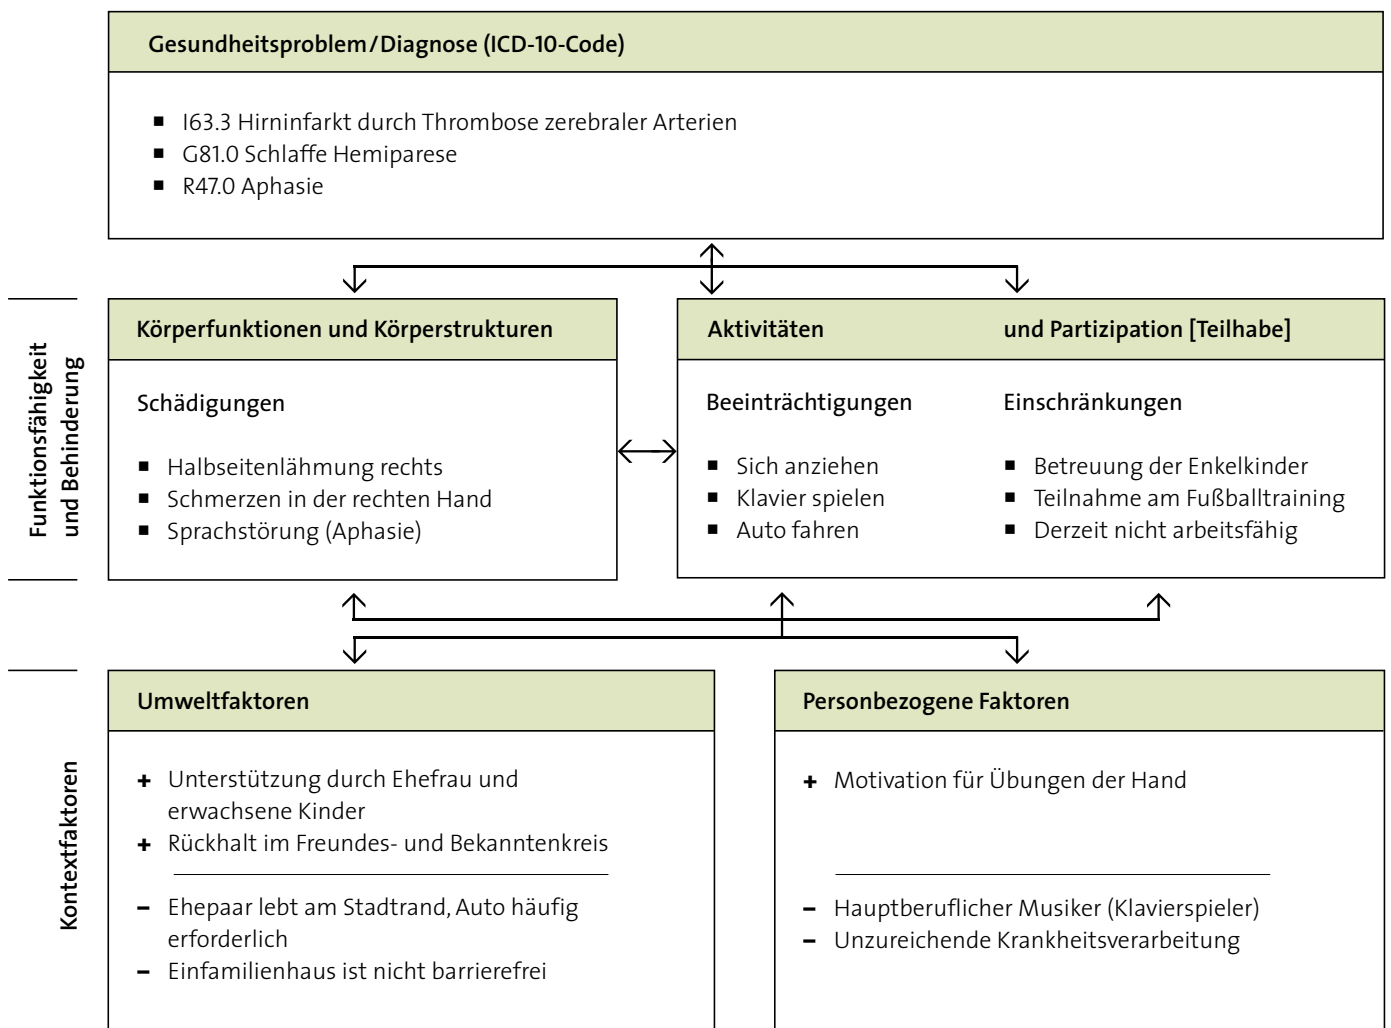 Gesundheitsproblem/Diagnose (ICD-10-Code)
▪ I63.3 Hirninfarkt durch Thrombose zerebraler Arterien
▪ G81.0 Schlaffe Hemiparese
▪ R47.0 Aphasie
Funktionsfähigkeit
und Behinderung
Körperfunktionen und Körperstrukturen
Schädigungen
▪ Halbseitenlähmung rechts
▪ Schmerzen in der rechten Hand
▪ Sprachstörung (Aphasie)
Aktivitäten und Partizipation [Teilhabe]
Beeinträchtigungen
▪ Sich anziehen
▪ Klavier spielen
▪ Auto fahren
Einschränkungen
▪ Betreuung der Enkelkinder
▪ Teilnahme am Fußballtraining
▪ Derzeit nicht arbeitsfähig
Kontextfaktoren
Umweltfaktoren
+ Unterstützung durch Ehefrau und
erwachsene Kinder
+ Rückhalt im Freundes- und Bekanntenkreis
– Ehepaar lebt am Stadtrand, Auto häufig
erforderlich
– Einfamilienhaus ist nicht barrierefrei
Personbezogene Faktoren
+ Motivation für Übungen der Hand
– Hauptberuflicher Musiker (Klavierspieler)
– Unzureichende Krankheitsverarbeitung